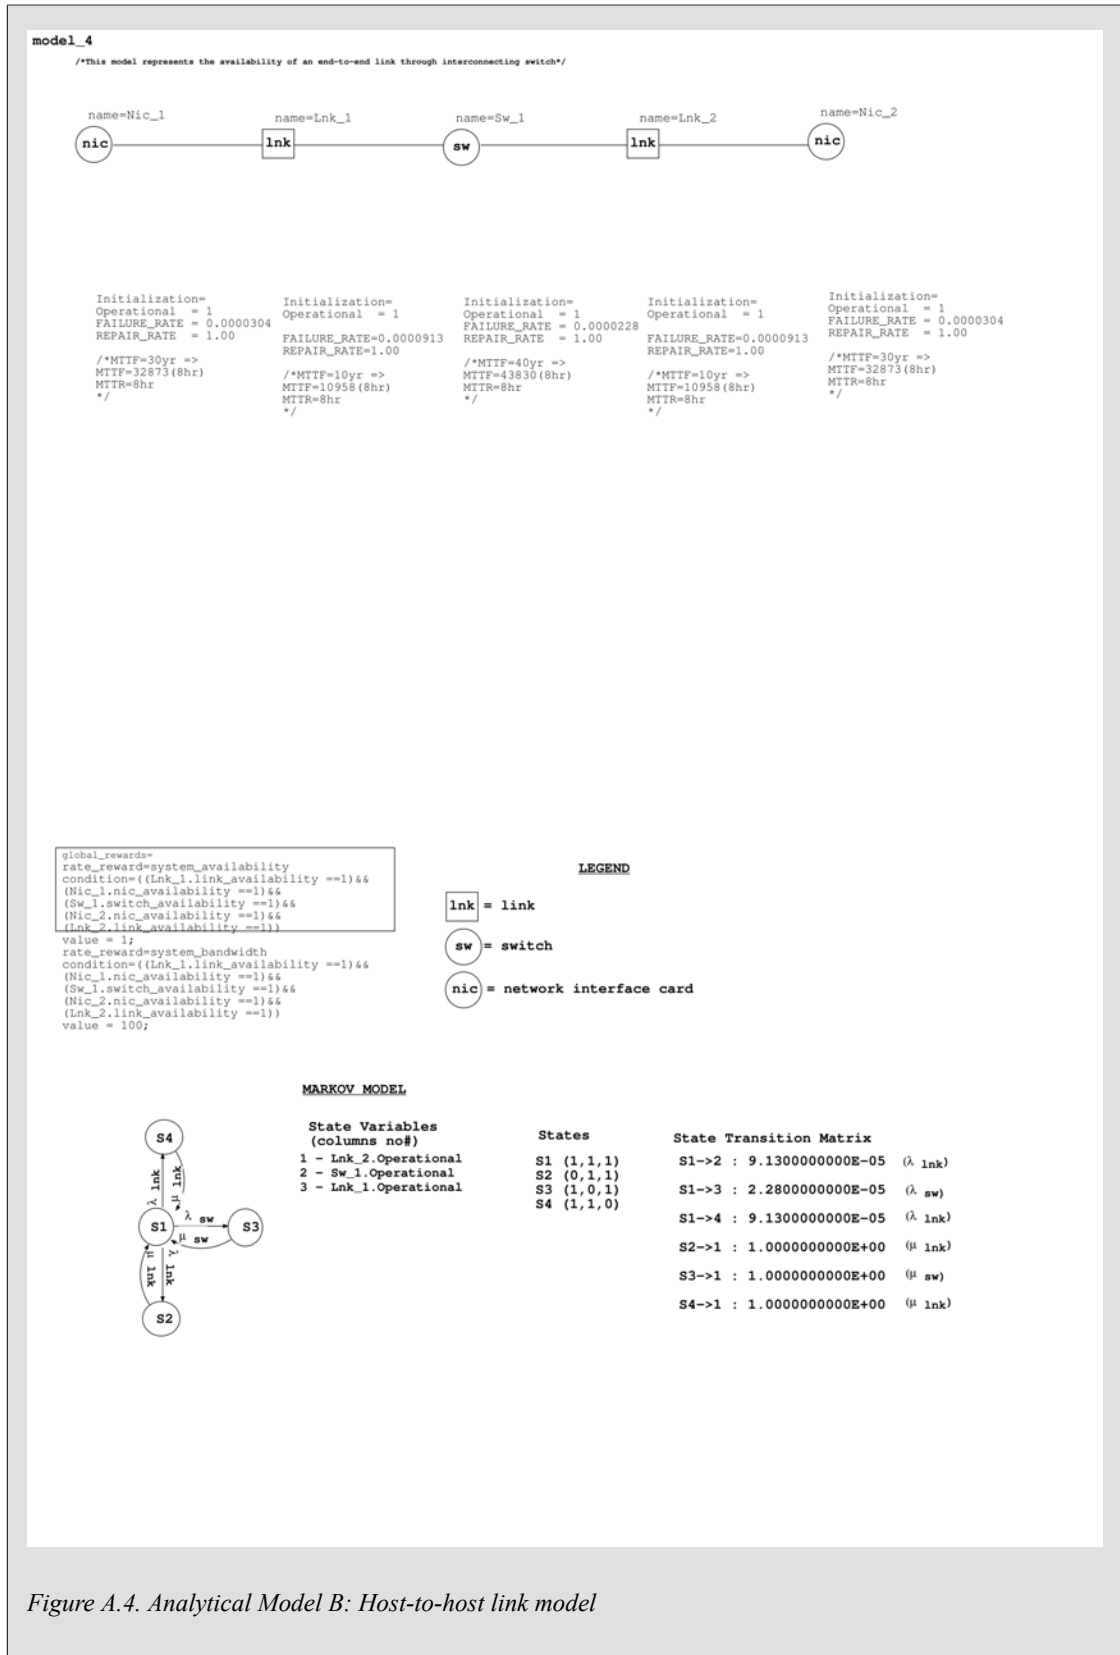 model_4
/*This model represents the availability of an end-to-end link through interconnecting switch*/
name=Nic_1
name=Lnk_1
name=Sw_1
name=Lnk_2
name=Nic_2
nic
lnk
sw
lnk
nic
Initialization=
Operational = 1
FAILURE_RATE = 0.0000304
REPAIR_RATE = 1.00
/*MTTF=30yr =>
MTTF=32873(8hr)
MTTR=8hr
*/
Initialization=
Operational = 1
FAILURE_RATE=0.0000913
REPAIR_RATE=1.00
/*MTTF=10yr =>
MTTF=10958(8hr)
MTTR=8hr
*/
Initialization=
Operational = 1
FAILURE_RATE = 0.0000228
REPAIR_RATE = 1.00
/*MTTF=40yr =>
MTTF=43830(8hr)
MTTR=8hr
*/
Initialization=
Operational = 1
FAILURE_RATE=0.0000913
REPAIR_RATE=1.00
/*MTTF=10yr =>
MTTF=10958(8hr)
MTTR=8hr
*/
Initialization=
Operational = 1
FAILURE_RATE = 0.0000304
REPAIR_RATE = 1.00
/*MTTF=30yr =>
MTTF=32873(8hr)
MTTR=8hr
*/
global_rewards=
rate_reward=system_availability
condition=((Lnk_1.link_availability ==1)&&
(Nic_1.nic_availability ==1)&&
(Sw_1.switch_availability ==1)&&
(Nic_2.nic_availability ==1)&&
(Lnk_2.link_availability ==1))
value = 1;
rate_reward=system_bandwidth
condition=((Lnk_1.link_availability ==1)&&
(Nic_1.nic_availability ==1)&&
(Sw_1.switch_availability ==1)&&
(Nic_2.nic_availability ==1)&&
(Lnk_2.link_availability ==1))
value = 100;
LEGEND
lnk = link
sw = switch
nic = network interface card
MARKOV MODEL
S4
λ lnk
μ lnk
S1
λ sw
μ sw
S3
μ lnk
λ lnk
S2
State Variables
(columns no#)
1 - Lnk_2.Operational
2 - Sw_1.Operational
3 - Lnk_1.Operational
States
S1 (1,1,1)
S2 (0,1,1)
S3 (1,0,1)
S4 (1,1,0)
State Transition Matrix
S1->2 : 9.1300000000E-05 (λ lnk)
S1->3 : 2.2800000000E-05 (λ sw)
S1->4 : 9.1300000000E-05 (λ lnk)
S2->1 : 1.0000000000E+00 (μ lnk)
S3->1 : 1.0000000000E+00 (μ sw)
S4->1 : 1.0000000000E+00 (μ lnk)
Figure A.4. Analytical Model B: Host-to-host link model